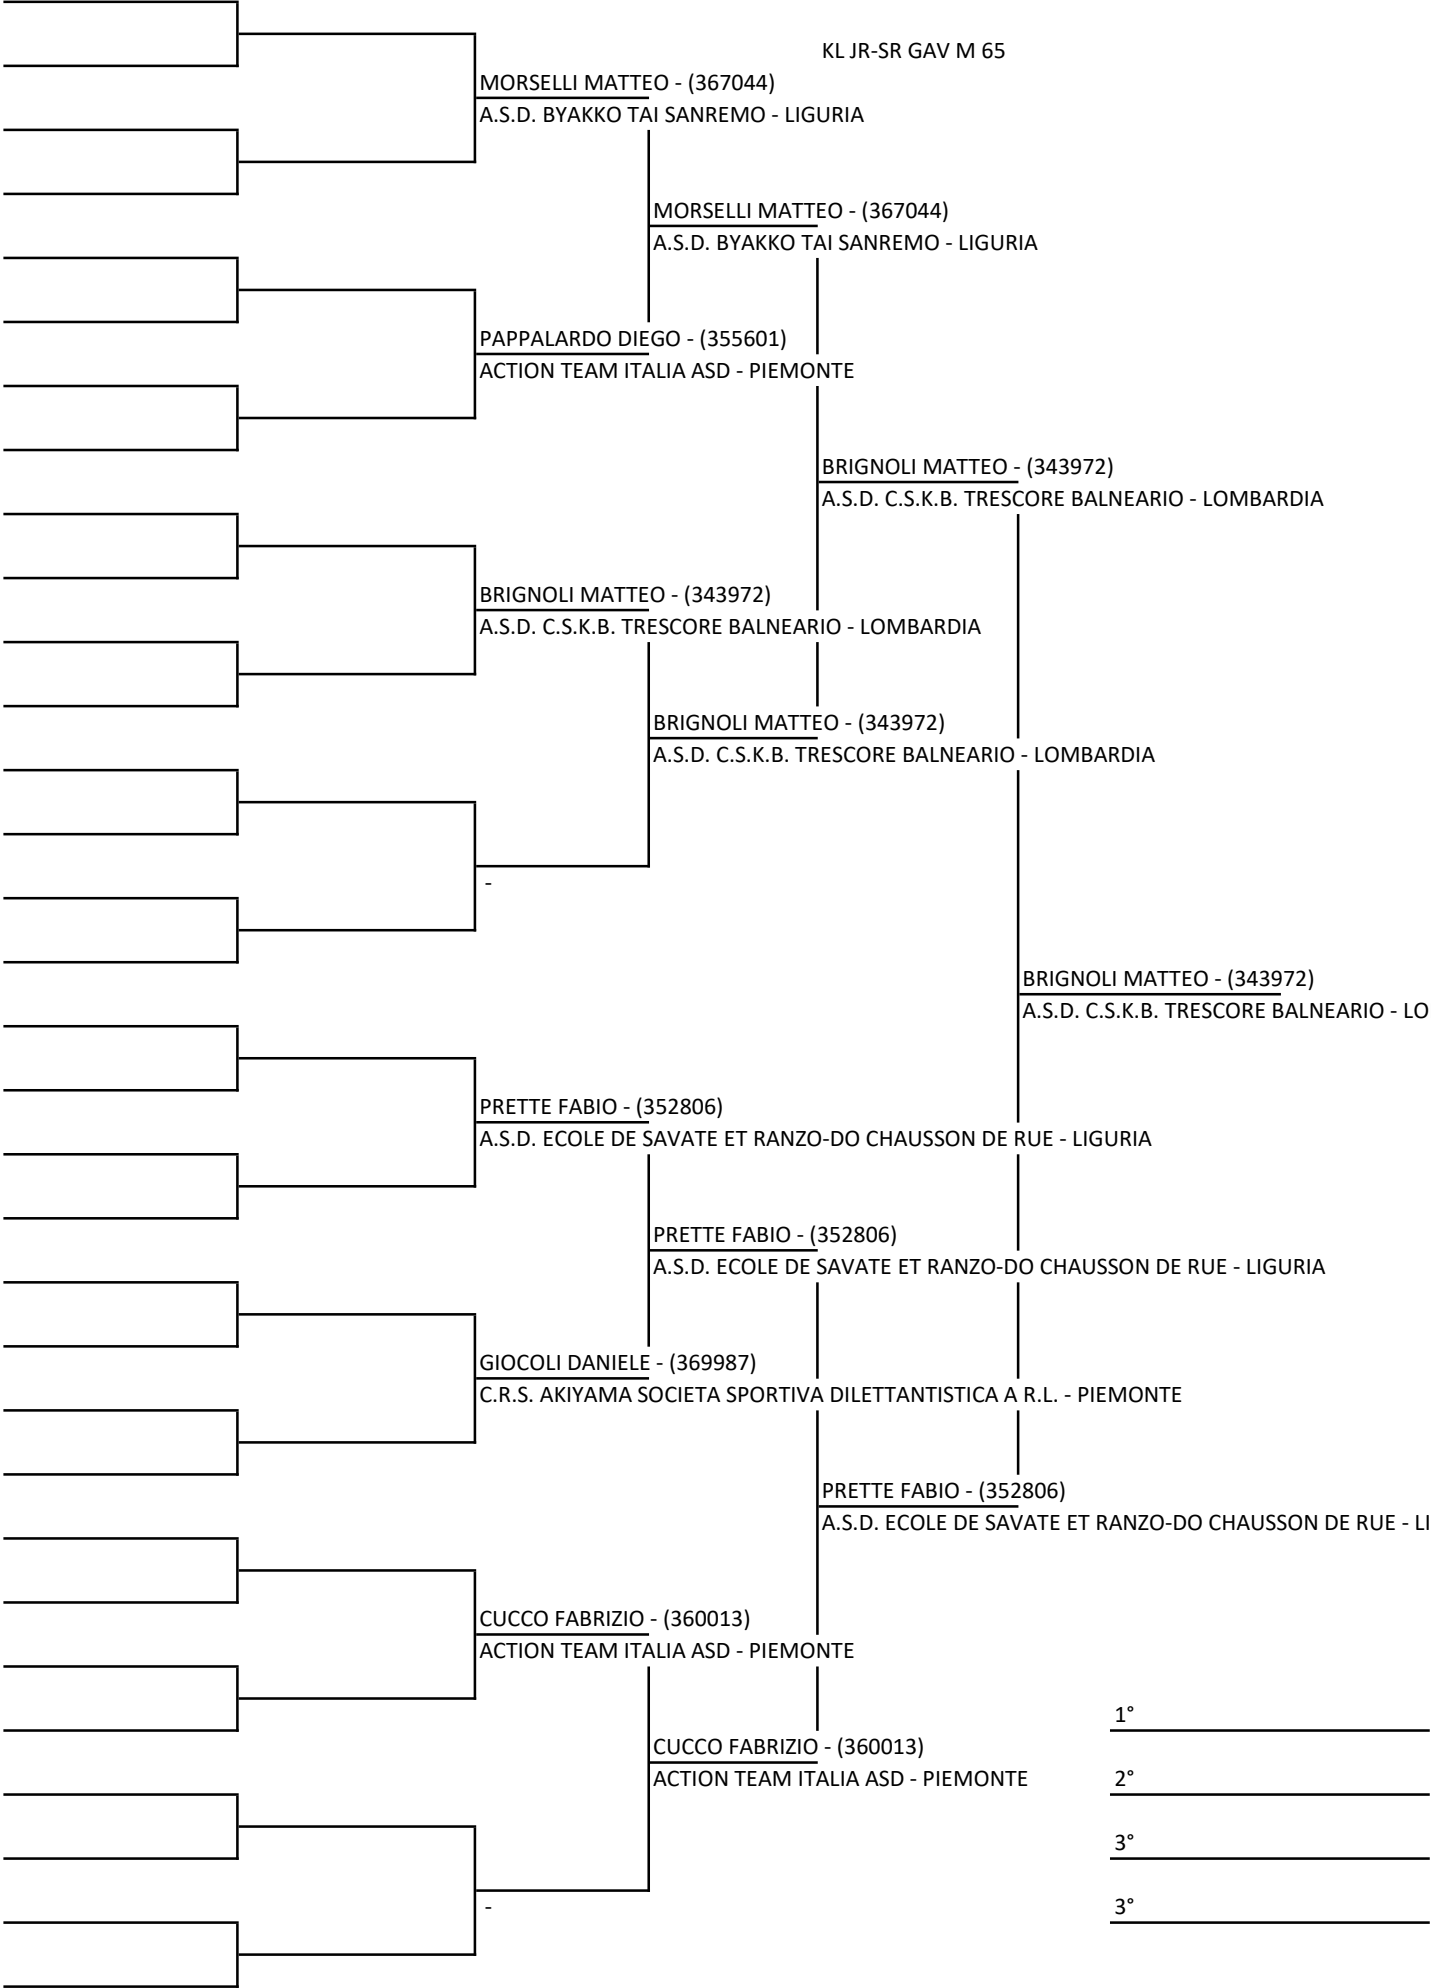 KL JR-SR GAV M 65
MORSELLI MATTEO - (367044)
A.S.D. BYAKKO TAI SANREMO - LIGURIA
MORSELLI MATTEO - (367044)
A.S.D. BYAKKO TAI SANREMO - LIGURIA
PAPPALARDO DIEGO - (355601)
ACTION TEAM ITALIA ASD - PIEMONTE
BRIGNOLI MATTEO - (343972)
A.S.D. C.S.K.B. TRESCORE BALNEARIO - LOMBARDIA
BRIGNOLI MATTEO - (343972)
A.S.D. C.S.K.B. TRESCORE BALNEARIO - LOMBARDIA
BRIGNOLI MATTEO - (343972)
A.S.D. C.S.K.B. TRESCORE BALNEARIO - LOMBARDIA
-
BRIGNOLI MATTEO - (343972)
A.S.D. C.S.K.B. TRESCORE BALNEARIO - LO
PRETTE FABIO - (352806)
A.S.D. ECOLE DE SAVATE ET RANZO-DO CHAUSSON DE RUE - LIGURIA
PRETTE FABIO - (352806)
A.S.D. ECOLE DE SAVATE ET RANZO-DO CHAUSSON DE RUE - LIGURIA
GIOCOLI DANIELE - (369987)
C.R.S. AKIYAMA SOCIETA SPORTIVA DILETTANTISTICA A R.L. - PIEMONTE
PRETTE FABIO - (352806)
A.S.D. ECOLE DE SAVATE ET RANZO-DO CHAUSSON DE RUE - LI
CUCCO FABRIZIO - (360013)
ACTION TEAM ITALIA ASD - PIEMONTE
1°
CUCCO FABRIZIO - (360013)
ACTION TEAM ITALIA ASD - PIEMONTE
2°
3°
-
3°